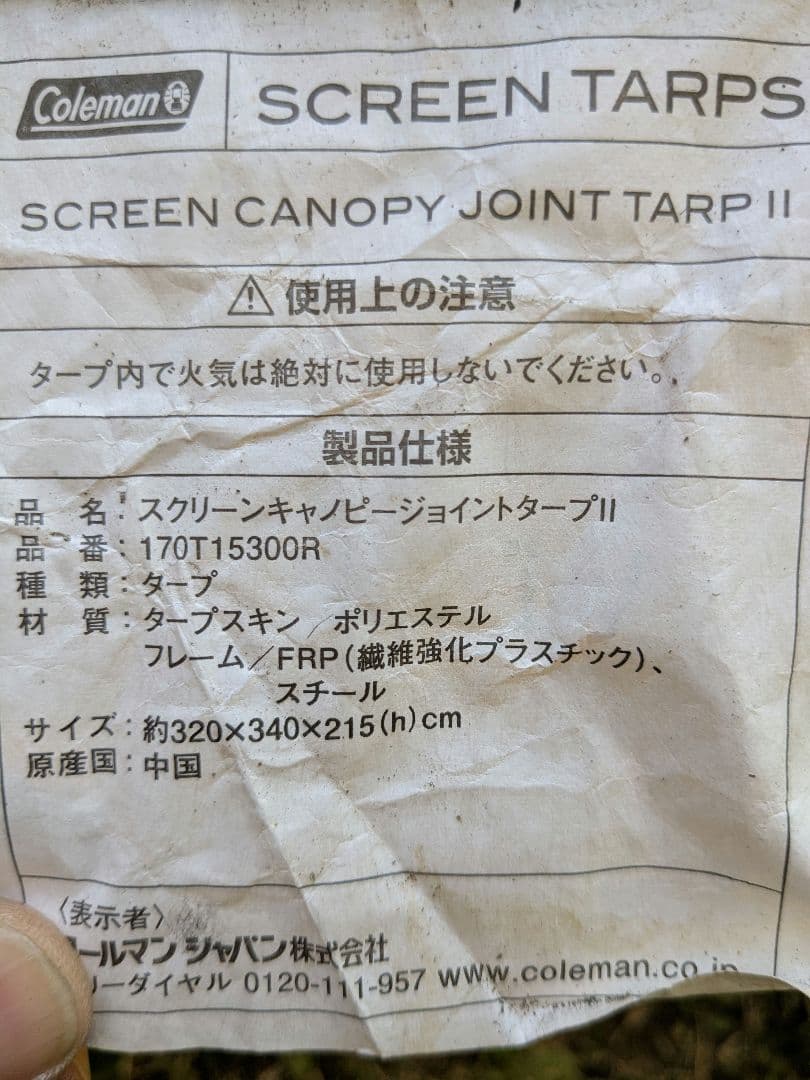 Coleman
SCREEN TARPS
SCREEN CANOPY JOINT TARP II
使用上の注意
タープ内で火気は絶対に使用しないでください。
製品仕様
品 名：スクリーンキャノピージョイントタープII
品 番：170T15300R
種 類：タープ
材 質：タープスキン／ポリエステル
フレーム／FRP（繊維強化プラスチック）、
スチール
サイズ：約320×340×215(h)cm
原産国：中国
〈表示者〉
ールマン ジャパン株式会社
リーダイヤル 0120-111-957 www.coleman.co